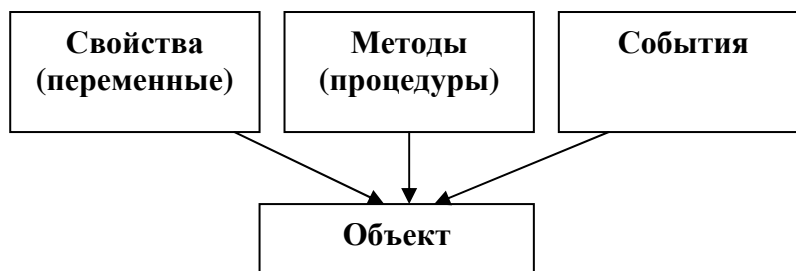 Свойства
(переменные)
Методы
(процедуры)
События
Объект